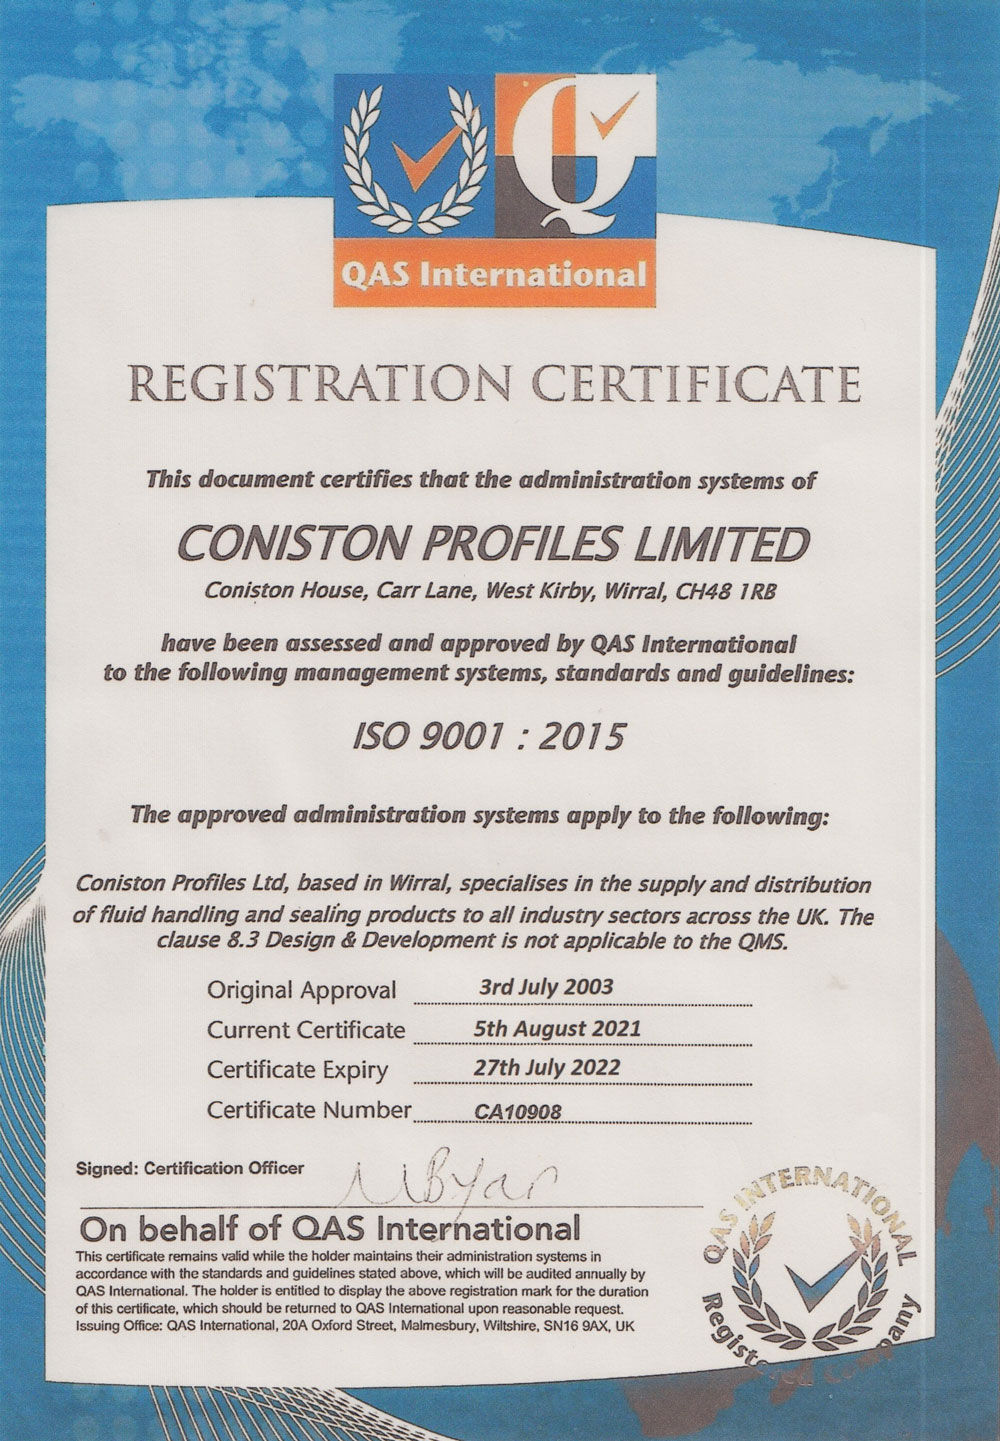 QAS International
REGISTRATION CERTIFICATE
This document certifies that the administration systems of
CONISTON PROFILES LIMITED
Coniston House, Carr Lane, West Kirby, Wirral, CH48 1RB
have been assessed and approved by QAS International
to the following management systems, standards and guidelines:
ISO 9001 : 2015
The approved administration systems apply to the following:
Coniston Profiles Ltd, based in Wirral, specialises in the supply and distribution
of fluid handling and sealing products to all industry sectors across the UK. The
clause 8.3 Design & Development is not applicable to the QMS.
Original Approval 3rd July 2003
Current Certificate 5th August 2021
Certificate Expiry 27th July 2022
Certificate Number CA10908
Signed: Certification Officer
On behalf of QAS International
This certificate remains valid while the holder maintains their administration systems in
accordance with the standards and guidelines stated above, which will be audited annually by
QAS International. The holder is entitled to display the above registration mark for the duration
of this certificate, which should be returned to QAS International upon reasonable request.
Issuing Office: QAS International, 20A Oxford Street, Malmesbury, Wiltshire, SN16 9AX, UK
QAS INTERNATIONAL
Registered Company